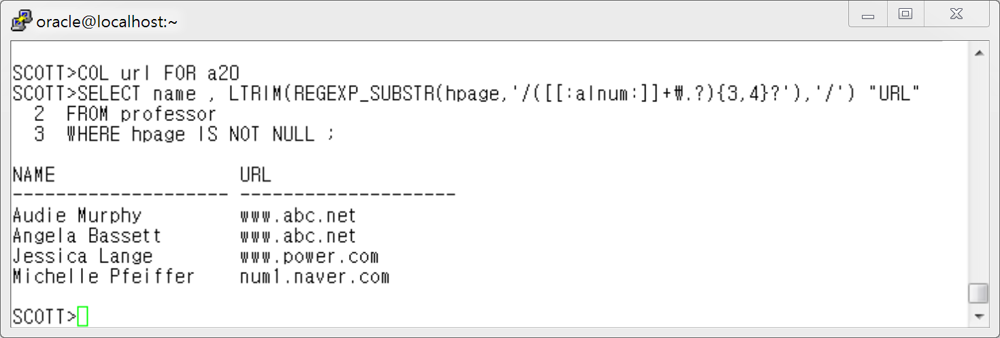 oracle@localhost:~
SCOTT>COL url FOR a20
SCOTT>SELECT name , LTRIM(REGEXP_SUBSTR(hpage,'/([[:alnum:]]+₩.?){3,4}?'),'/') "URL"
  2  FROM professor
  3  WHERE hpage IS NOT NULL ;
NAME                 URL
-------------------- --------------------
Audie Murphy         www.abc.net
Angela Bassett       www.abc.net
Jessica Lange        www.power.com
Michelle Pfeiffer    num1.naver.com
SCOTT>